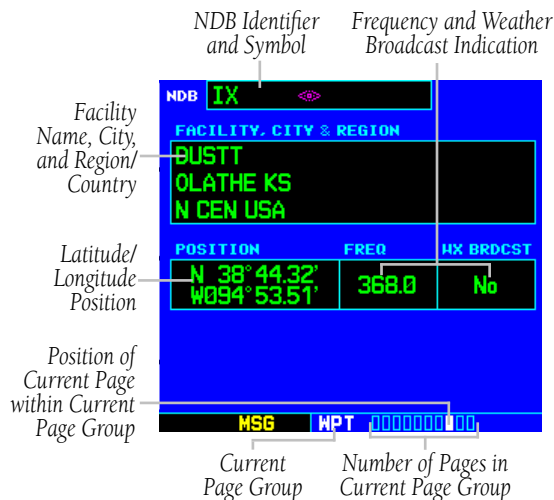 NDB Identifier and Symbol
Frequency and Weather Broadcast Indication
NDB IX
Facility Name, City, and Region/ Country
FACILITY, CITY & REGION
BUSTT
OLATHE KS
N CEN USA
Latitude/ Longitude Position
POSITION FREQ WX BRDCST
N 38°44.32'
W094°53.51'
368.0
No
Position of Current Page within Current Page Group
MSG WPT
Current Page Group
Number of Pages in Current Page Group